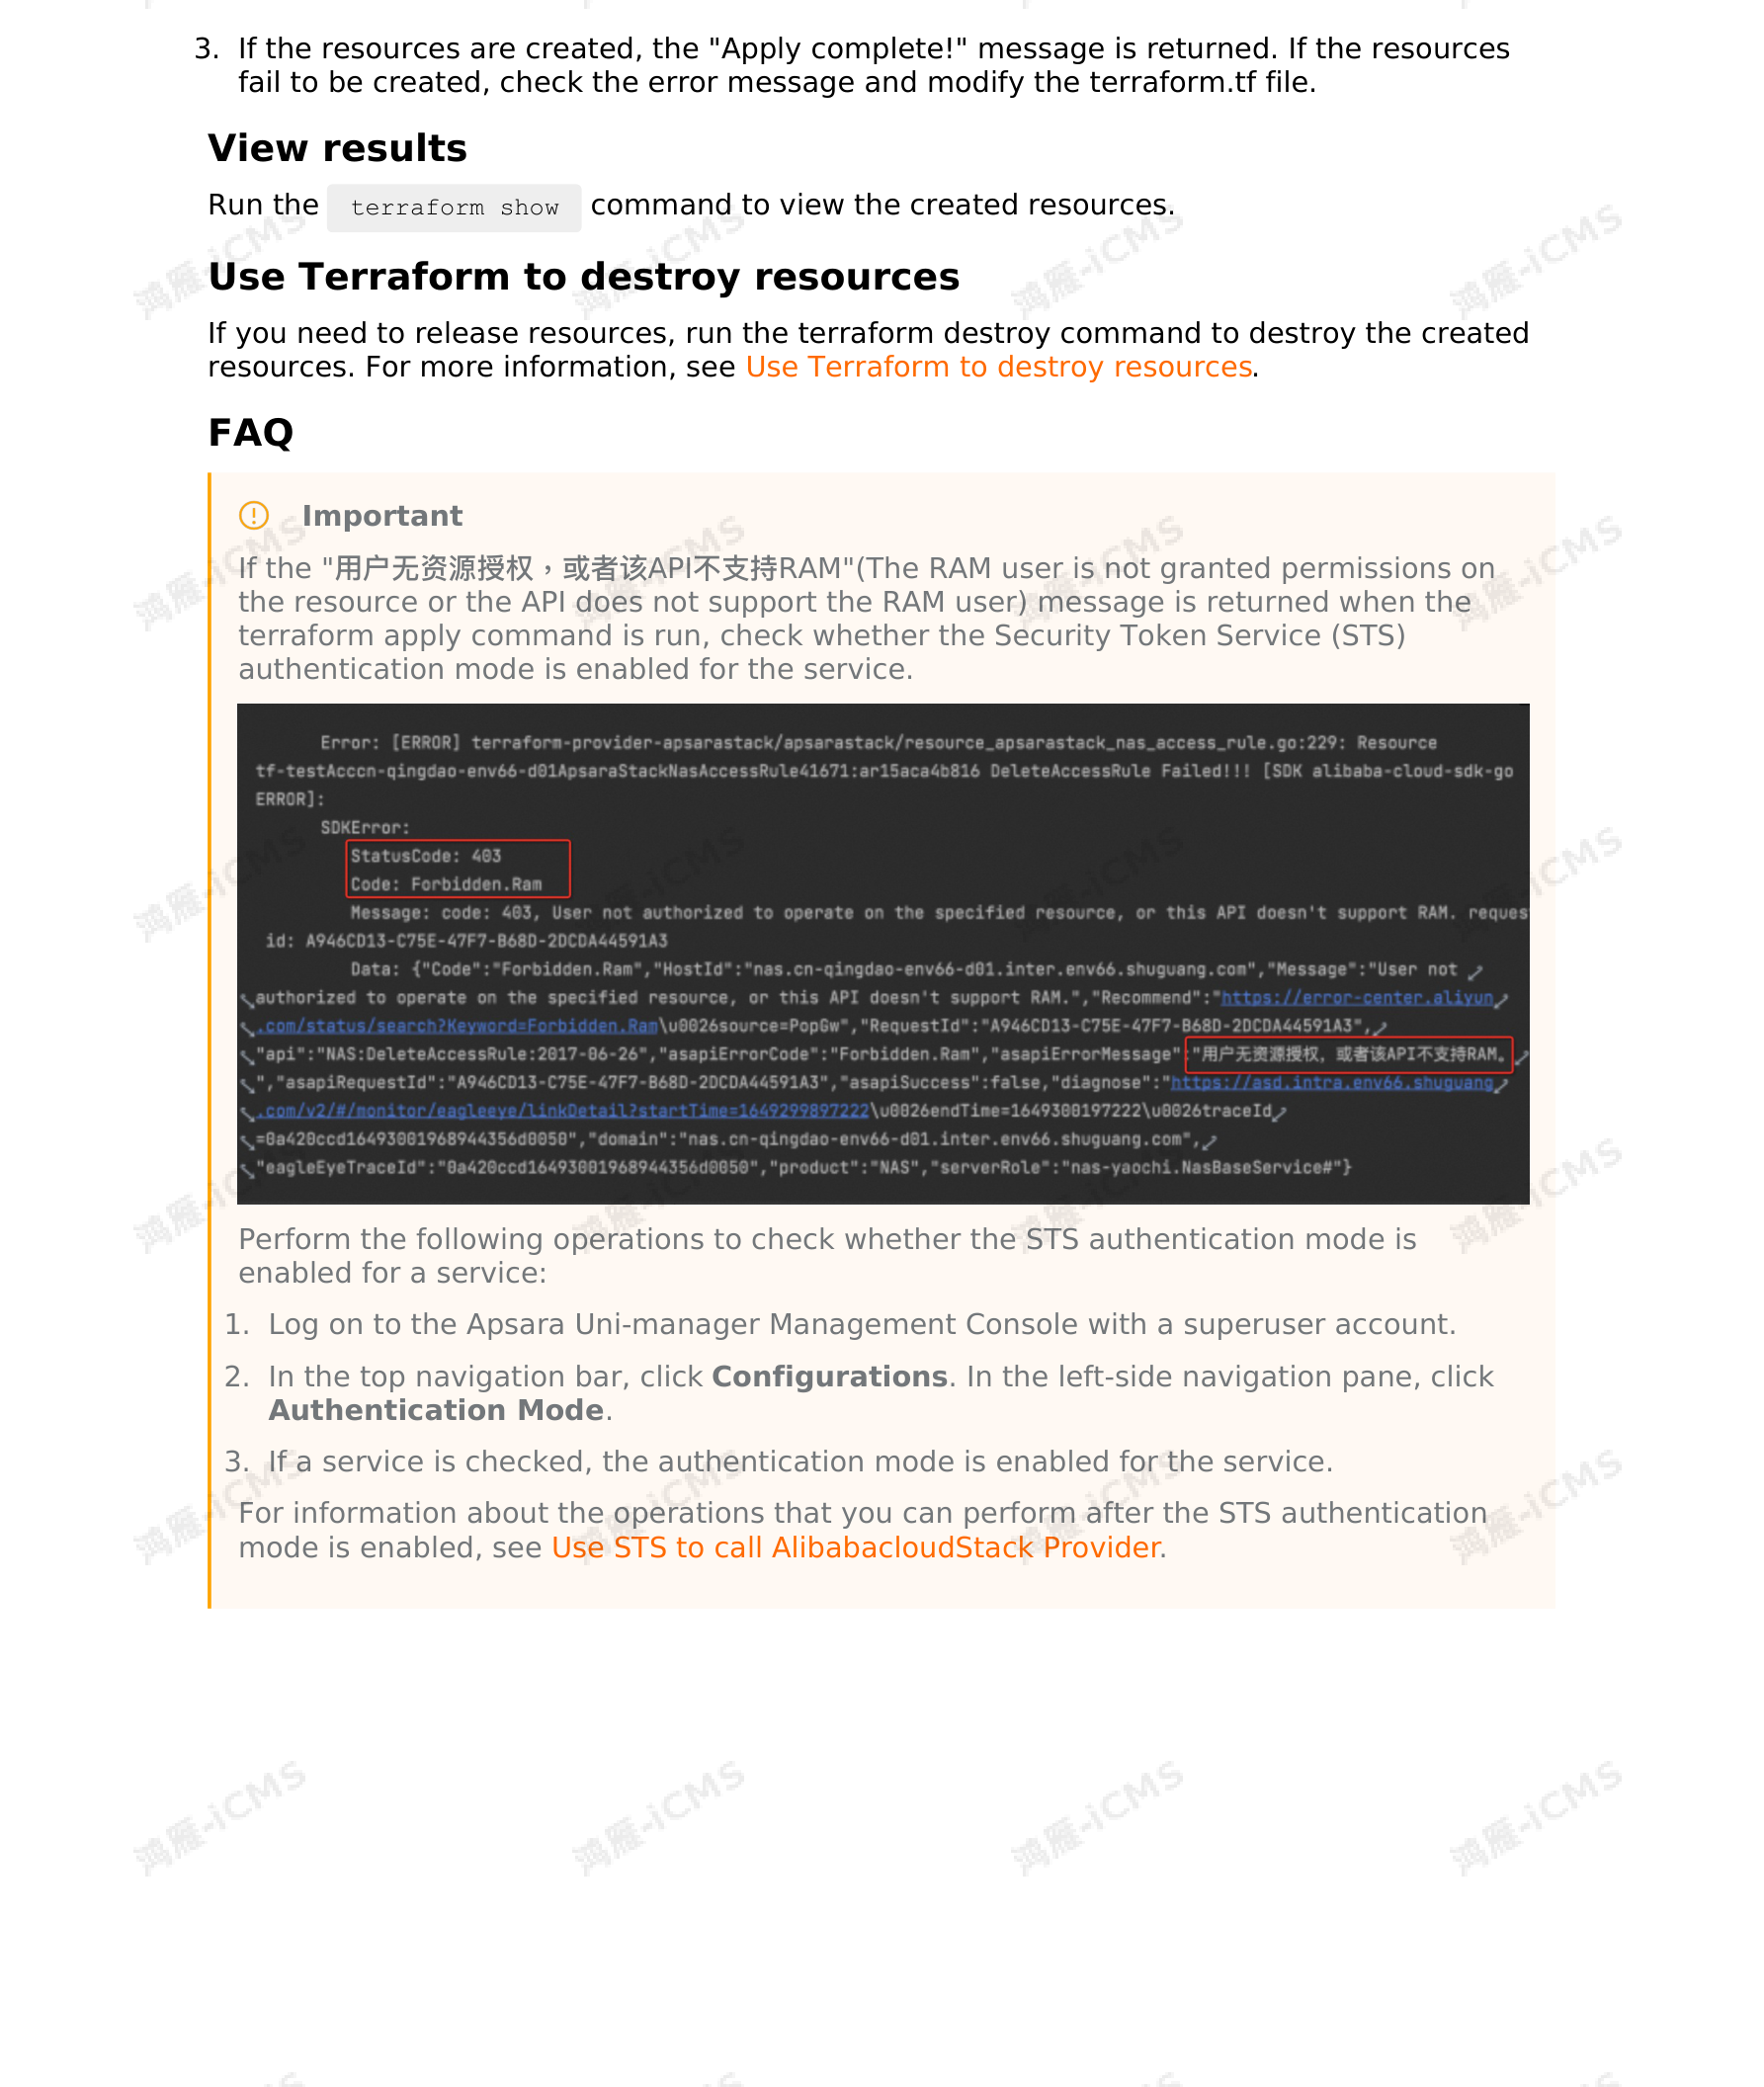 3. If the resources are created, the "Apply complete!" message is returned. If the resources
fail to be created, check the error message and modify the terraform.tf file.
View results
Run the terraform show command to view the created resources.
Use Terraform to destroy resources
If you need to release resources, run the terraform destroy command to destroy the created
resources. For more information, see Use Terraform to destroy resources.
FAQ
Important
If the "用户无资源授权，或者该API不支持RAM"(The RAM user is not granted permissions on
the resource or the API does not support the RAM user) message is returned when the
terraform apply command is run, check whether the Security Token Service (STS)
authentication mode is enabled for the service.
Error: [ERROR] terraform-provider-apsarastack/apsarastack/resource_apsarastack_nas_access_rule.go:229: Resource
tf-testAcccn-qingdao-env66-d01ApsaraStackNasAccessRule41671:ar15aca4b816 DeleteAccessRule Failed!!! [SDK alibaba-cloud-sdk-go
ERROR]:
SDKError:
StatusCode: 403
Code: Forbidden.Ram
Message: code: 403, User not authorized to operate on the specified resource, or this API doesn't support RAM. reques
id: A946CD13-C75E-47F7-B68D-2DCDA44591A3
Data: {"Code":"Forbidden.Ram","HostId":"nas.cn-qingdao-env66-d01.inter.env66.shuguang.com","Message":"User not
authorized to operate on the specified resource, or this API doesn't support RAM.","Recommend":"https://error-center.aliyun
.com/status/search?Keyword=Forbidden.Ram\u0026source=PopGw","RequestId":"A946CD13-C75E-47F7-B68D-2DCDA44591A3",
"api":"NAS:DeleteAccessRule:2017-06-26","asapiErrorCode":"Forbidden.Ram","asapiErrorMessage":"用户无资源授权，或者该API不支持RAM。
","asapiRequestId":"A946CD13-C75E-47F7-B68D-2DCDA44591A3","asapiSuccess":false,"diagnose":"https://asd.intra.env66.shuguang
.com/v2/#/monitor/eagleeye/linkDetail?startTime=1649299897222\u0026endTime=1649300197222\u0026traceId
=0a420ccd16493001968944356d0050","domain":"nas.cn-qingdao-env66-d01.inter.env66.shuguang.com",
"eagleEyeTraceId":"0a420ccd16493001968944356d0050","product":"NAS","serverRole":"nas-yaochi.NasBaseService#"}
Perform the following operations to check whether the STS authentication mode is
enabled for a service:
1. Log on to the Apsara Uni-manager Management Console with a superuser account.
2. In the top navigation bar, click Configurations. In the left-side navigation pane, click
Authentication Mode.
3. If a service is checked, the authentication mode is enabled for the service.
For information about the operations that you can perform after the STS authentication
mode is enabled, see Use STS to call AlibabacloudStack Provider.
鸿雁-iCMS